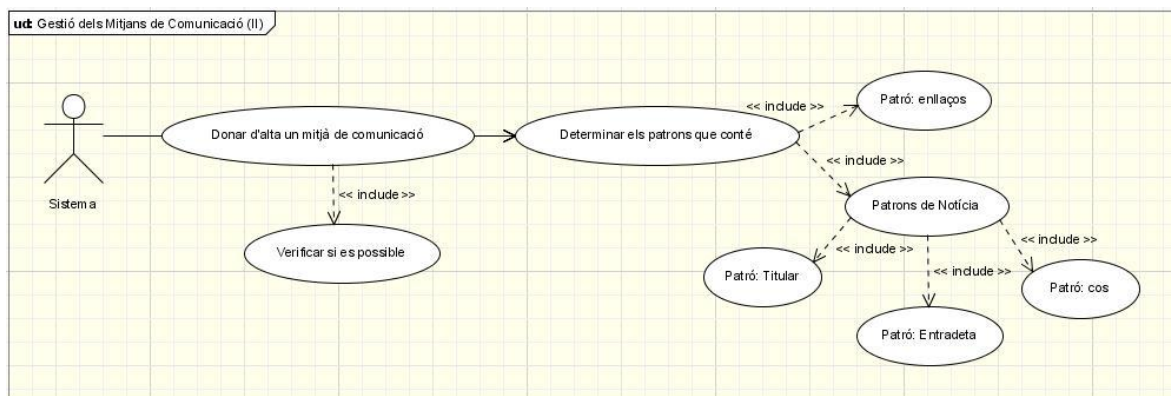 ud: Gestió dels Mitjans de Comunicació (II)
<< include >>
Patró: enllaços
Donar d'alta un mitjà de comunicació
Determinar els patrons que conté
<< include >>
Sistema
<< include >>
Patrons de Notícia
Verificar si es possible
<< include >>
<< include >>
Patró: Titular
<< include >>
Patró: cos
Patró: Entradeta